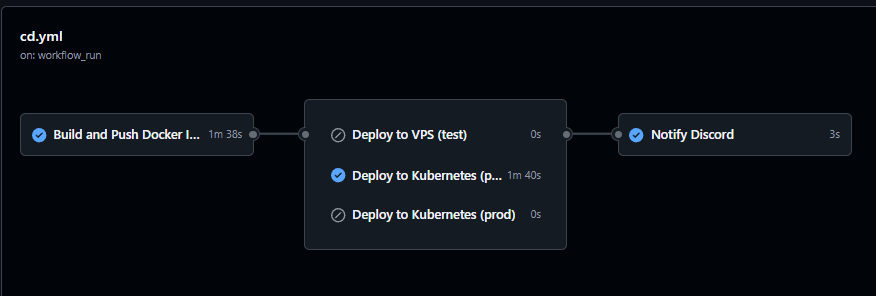 cd.yml
on: workflow_run
Build and Push Docker I... 1m 38s
Deploy to VPS (test) 0s
Deploy to Kubernetes (p... 1m 40s
Deploy to Kubernetes (prod) 0s
Notify Discord 3s